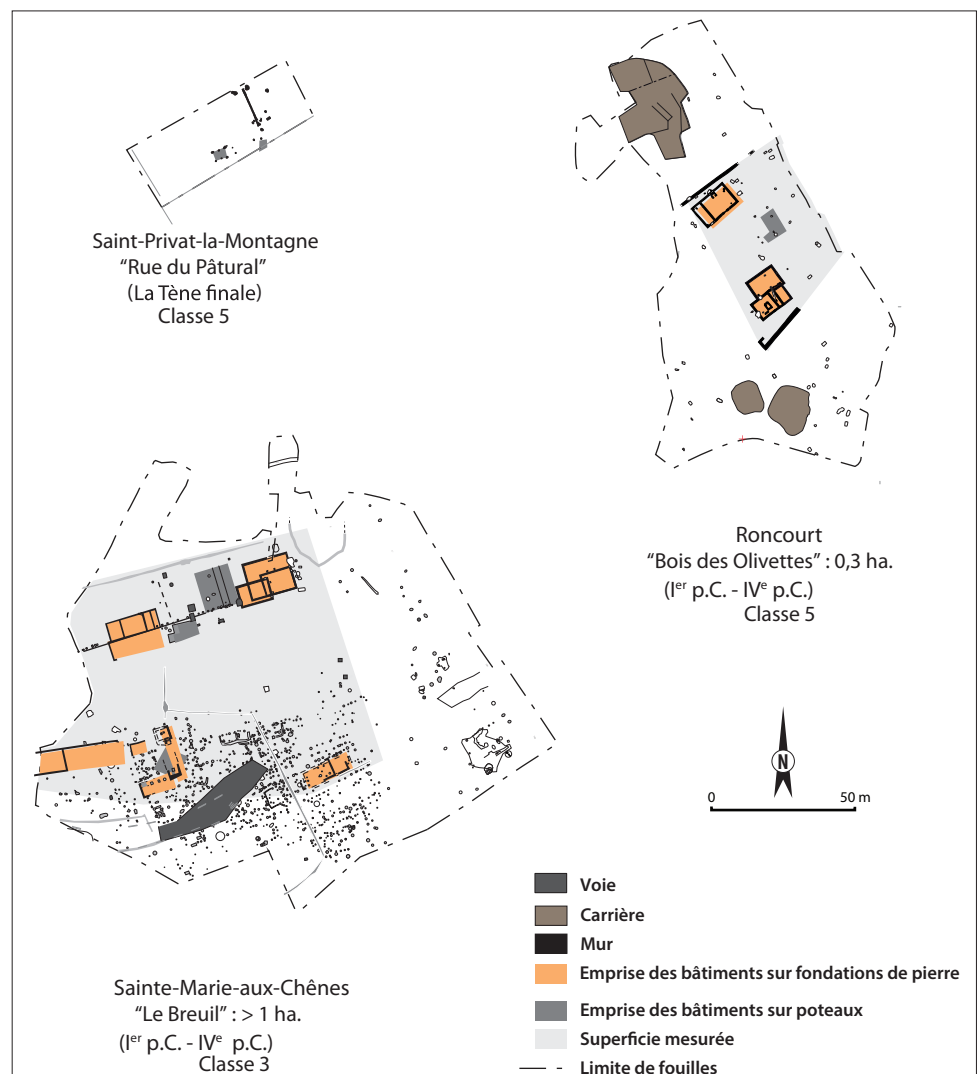 Saint-Privat-la-Montagne
“Rue du Pâtural”
(La Tène finale)
Classe 5
Roncourt
“Bois des Olivettes” : 0,3 ha.
(Ier p.C. - IVe p.C.)
Classe 5
N
0 50 m
Sainte-Marie-aux-Chênes
“Le Breuil” : > 1 ha.
(Ier p.C. - IVe p.C.)
Classe 3
Voie
Carrière
Mur
Emprise des bâtiments sur fondations de pierre
Emprise des bâtiments sur poteaux
Superficie mesurée
Limite de fouilles